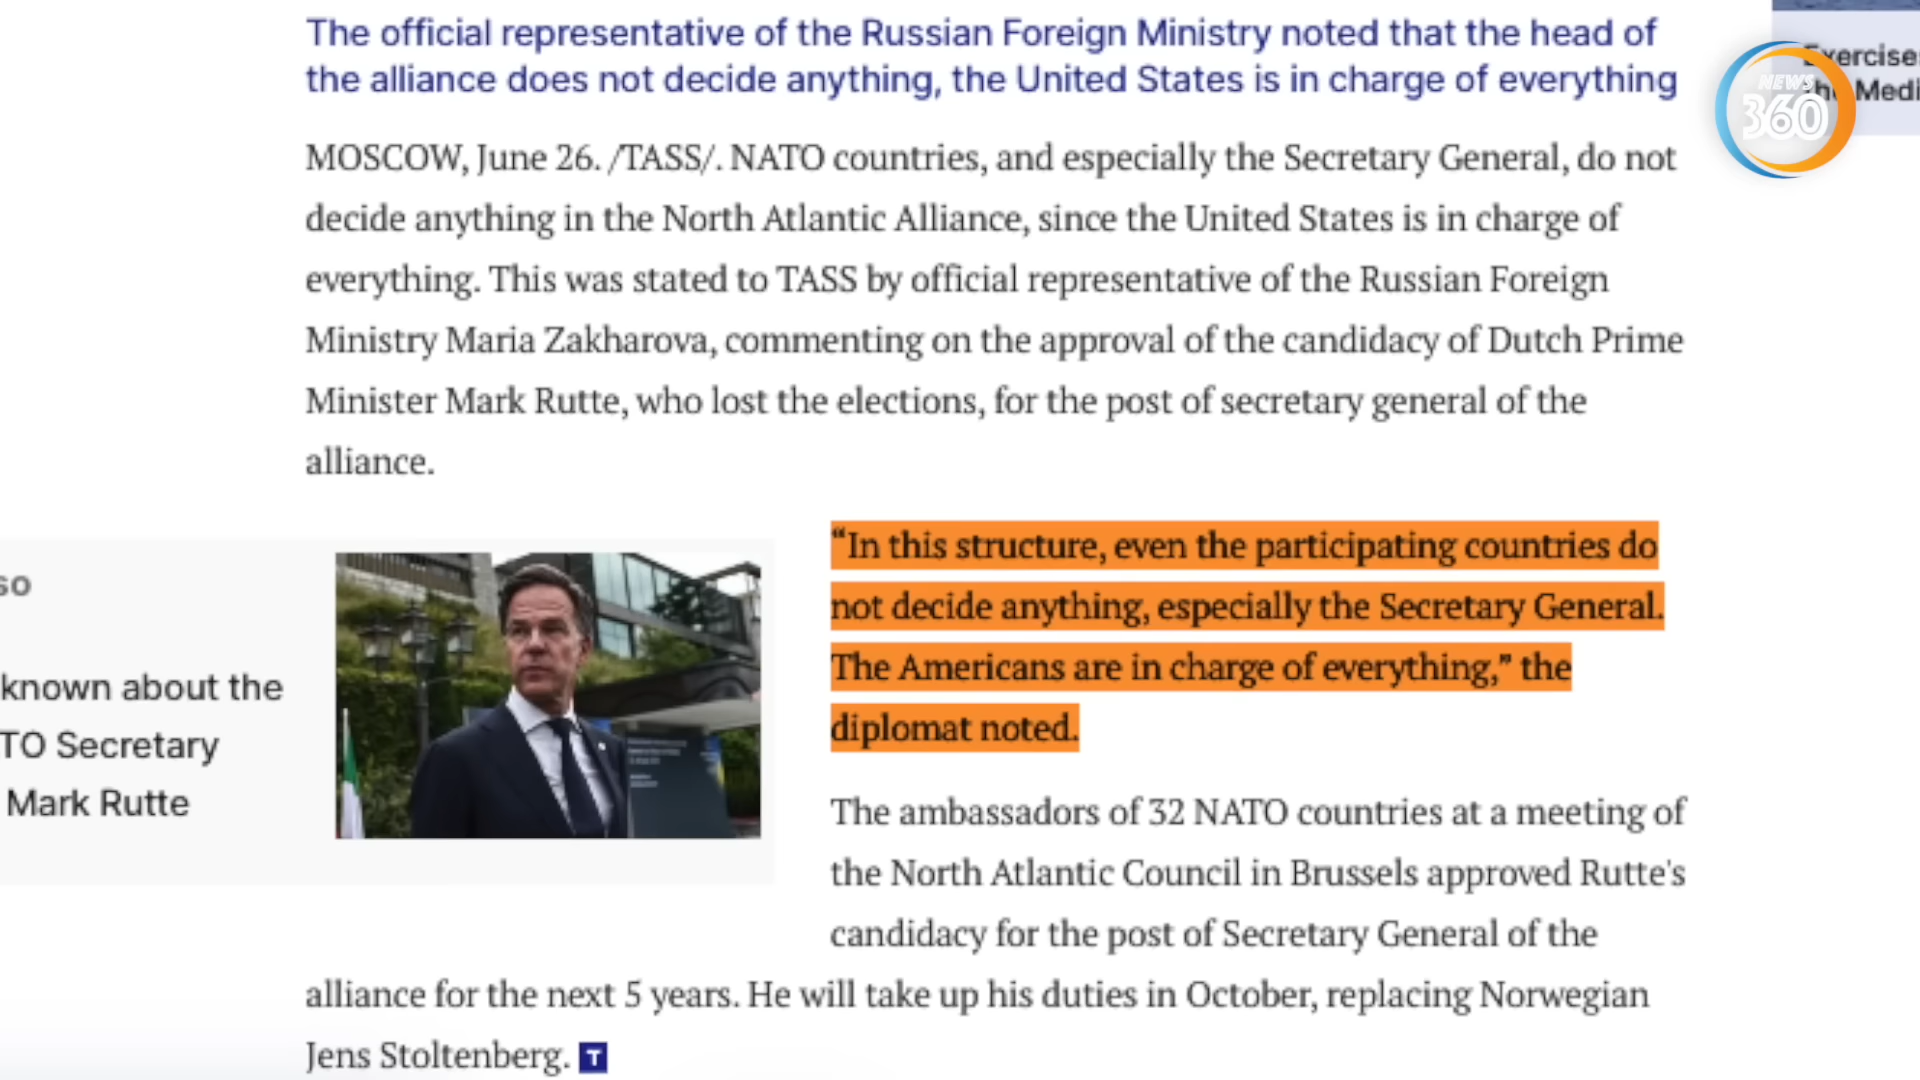 The official representative of the Russian Foreign Ministry noted that the head of
the alliance does not decide anything, the United States is in charge of everything
MOSCOW, June 26. /TASS/. NATO countries, and especially the Secretary General, do not
decide anything in the North Atlantic Alliance, since the United States is in charge of
everything. This was stated to TASS by official representative of the Russian Foreign
Ministry Maria Zakharova, commenting on the approval of the candidacy of Dutch Prime
Minister Mark Rutte, who lost the elections, for the post of secretary general of the
alliance.
“In this structure, even the participating countries do
not decide anything, especially the Secretary General.
The Americans are in charge of everything,” the
diplomat noted.
The ambassadors of 32 NATO countries at a meeting of
the North Atlantic Council in Brussels approved Rutte's
candidacy for the post of Secretary General of the
alliance for the next 5 years. He will take up his duties in October, replacing Norwegian
Jens Stoltenberg. T
so
known about the
TO Secretary
Mark Rutte
Exercise
the Medi
NEWS
360